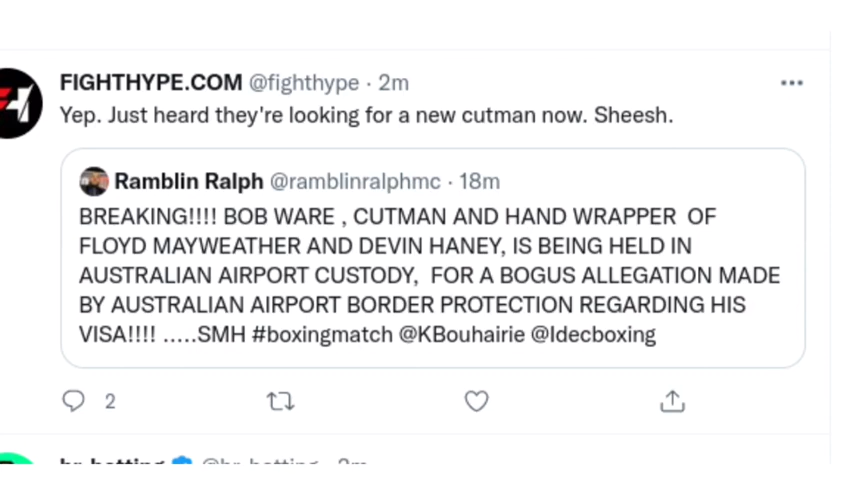 FIGHTHYPE.COM @fighthype · 2m
Yep. Just heard they're looking for a new cutman now. Sheesh.
Ramblin Ralph @ramblinralphmc · 18m
BREAKING!!!! BOB WARE , CUTMAN AND HAND WRAPPER OF
FLOYD MAYWEATHER AND DEVIN HANEY, IS BEING HELD IN
AUSTRALIAN AIRPORT CUSTODY, FOR A BOGUS ALLEGATION MADE
BY AUSTRALIAN AIRPORT BORDER PROTECTION REGARDING HIS
VISA!!!! .....SMH #boxingmatch @KBouhairie @Idecboxing
2